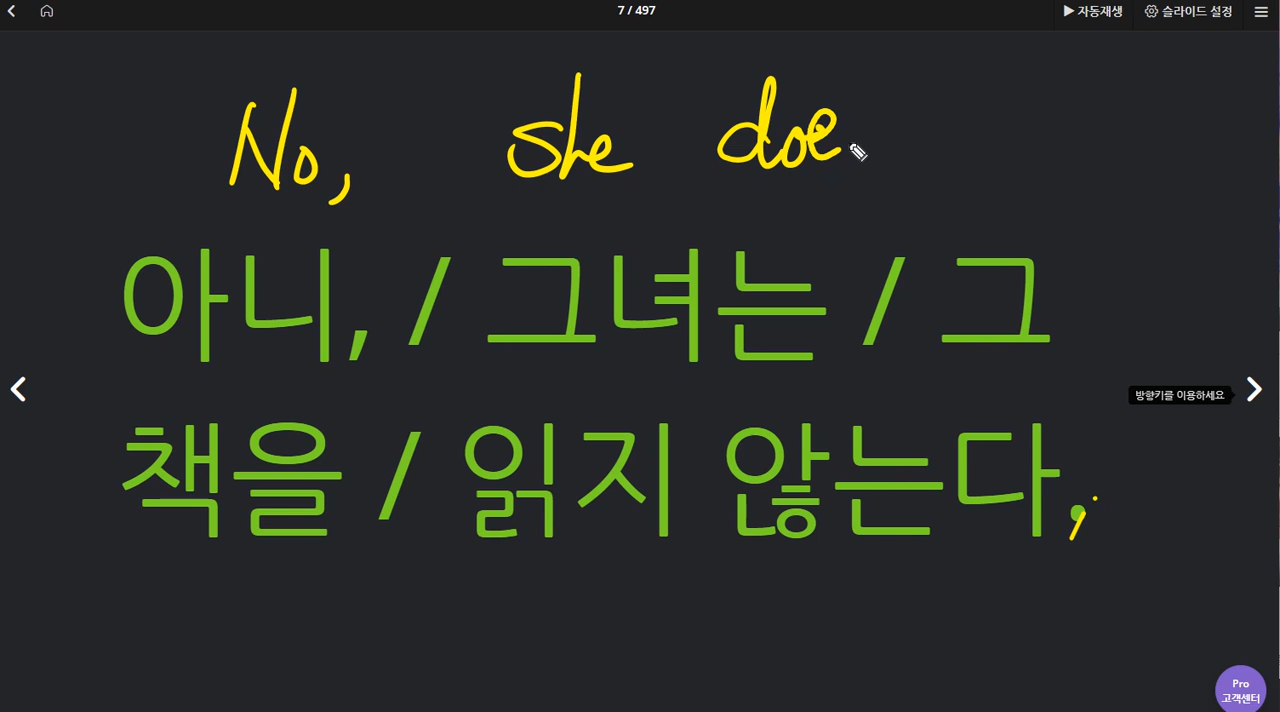 7 / 497
▶ 자동재생
슬라이드 설정
No, she doe
아니, / 그녀는 / 그
책을 / 읽지 않는다,
방향키를 이용하세요
Pro
고객센터